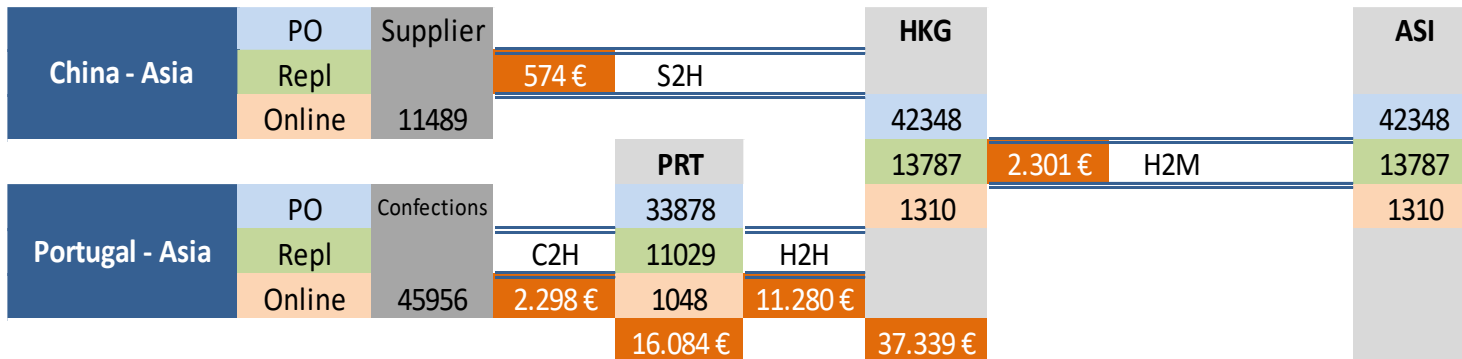 PO Supplier HKG ASI
China - Asia Repl 574 € S2H
Online 11489 42348 42348
PRT 13787 2.301 € H2M 13787
PO Confections 33878 1310 1310
Portugal - Asia Repl C2H 11029 H2H
Online 45956 2.298 € 1048 11.280 €
16.084 € 37.339 €